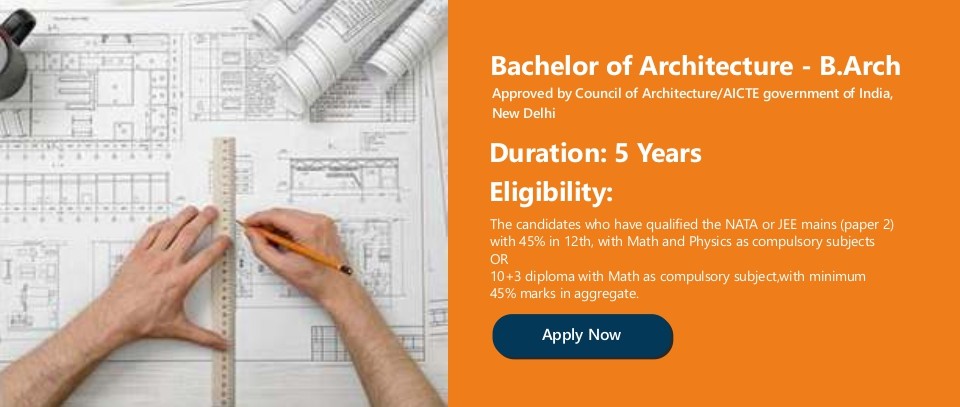 Bachelor of Architecture - B.Arch
Approved by Council of Architecture/AICTE government of India,
New Delhi
Duration: 5 Years
Eligibility:
The candidates who have qualified the NATA or JEE mains (paper 2)
with 45% in 12th, with Math and Physics as compulsory subjects
OR
10+3 diploma with Math as compulsory subject,with minimum
45% marks in aggregate.
Apply Now